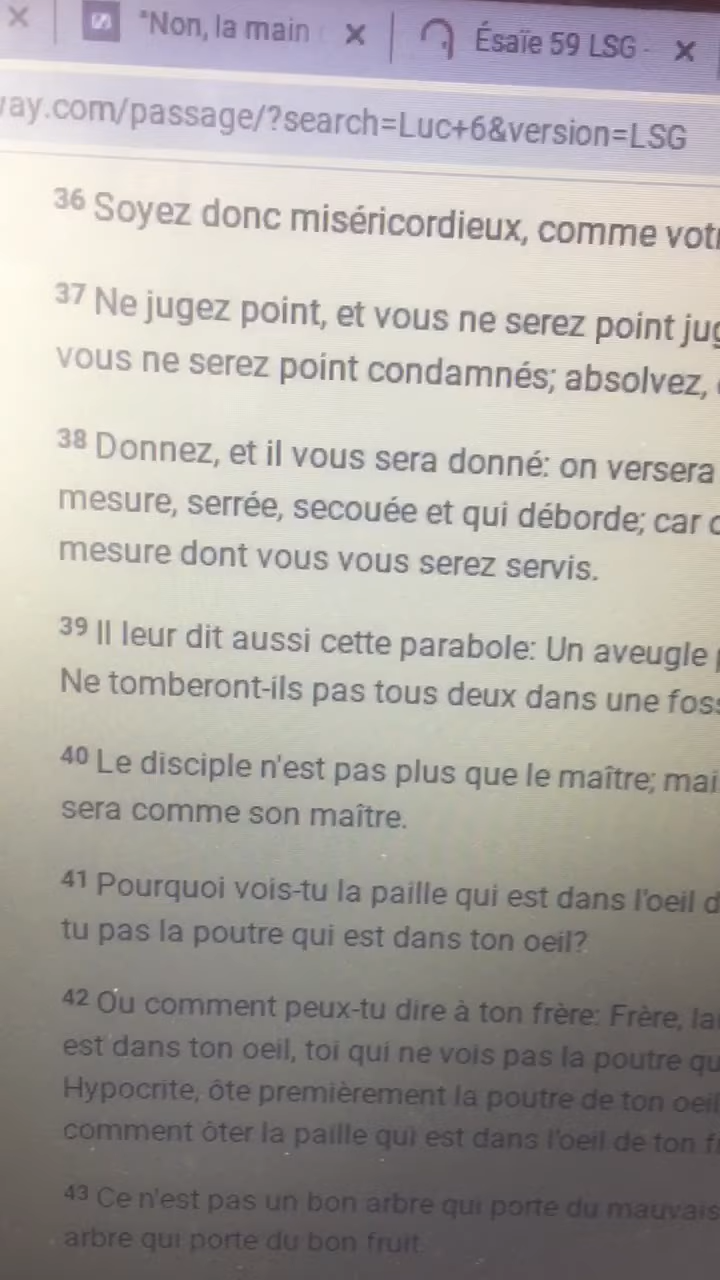 "Non, la main
Ésaïe 59 LSG -
way.com/passage/?search=Luc+6&version=LSG
36 Soyez donc miséricordieux, comme votr
37 Ne jugez point, et vous ne serez point jug
vous ne serez point condamnés; absolvez,
38 Donnez, et il vous sera donné: on versera
mesure, serrée, secouée et qui déborde; car
mesure dont vous vous serez servis.
39 Il leur dit aussi cette parabole: Un aveugle
Ne tomberont-ils pas tous deux dans une foss
40 Le disciple n'est pas plus que le maître; mai
sera comme son maître.
41 Pourquoi vois-tu la paille qui est dans l'oeil d
tu pas la poutre qui est dans ton oeil?
42 Ou comment peux-tu dire à ton frère: Frère, lai
est dans ton oeil, toi qui ne vois pas la poutre qu
Hypocrite, ôte premièrement la poutre de ton oeil
comment ôter la paille qui est dans l'oeil de ton f
43 Ce n'est pas un bon arbre qui porte du mauvais
arbre qui porte du bon fruit.